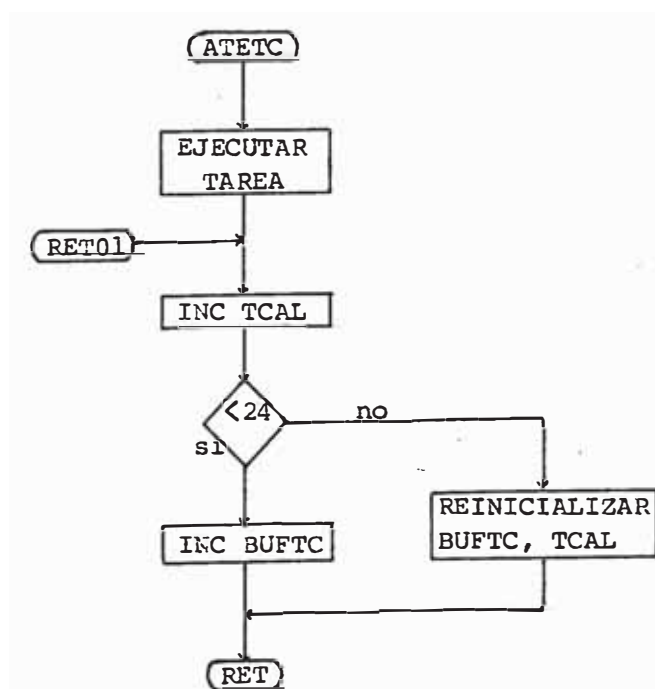 ATETC
EJECUTAR
TAREA
RET01
INC TCAL
<24
no
si
INC BUFTC
REINICIALIZAR
BUFTC, TCAL
RET